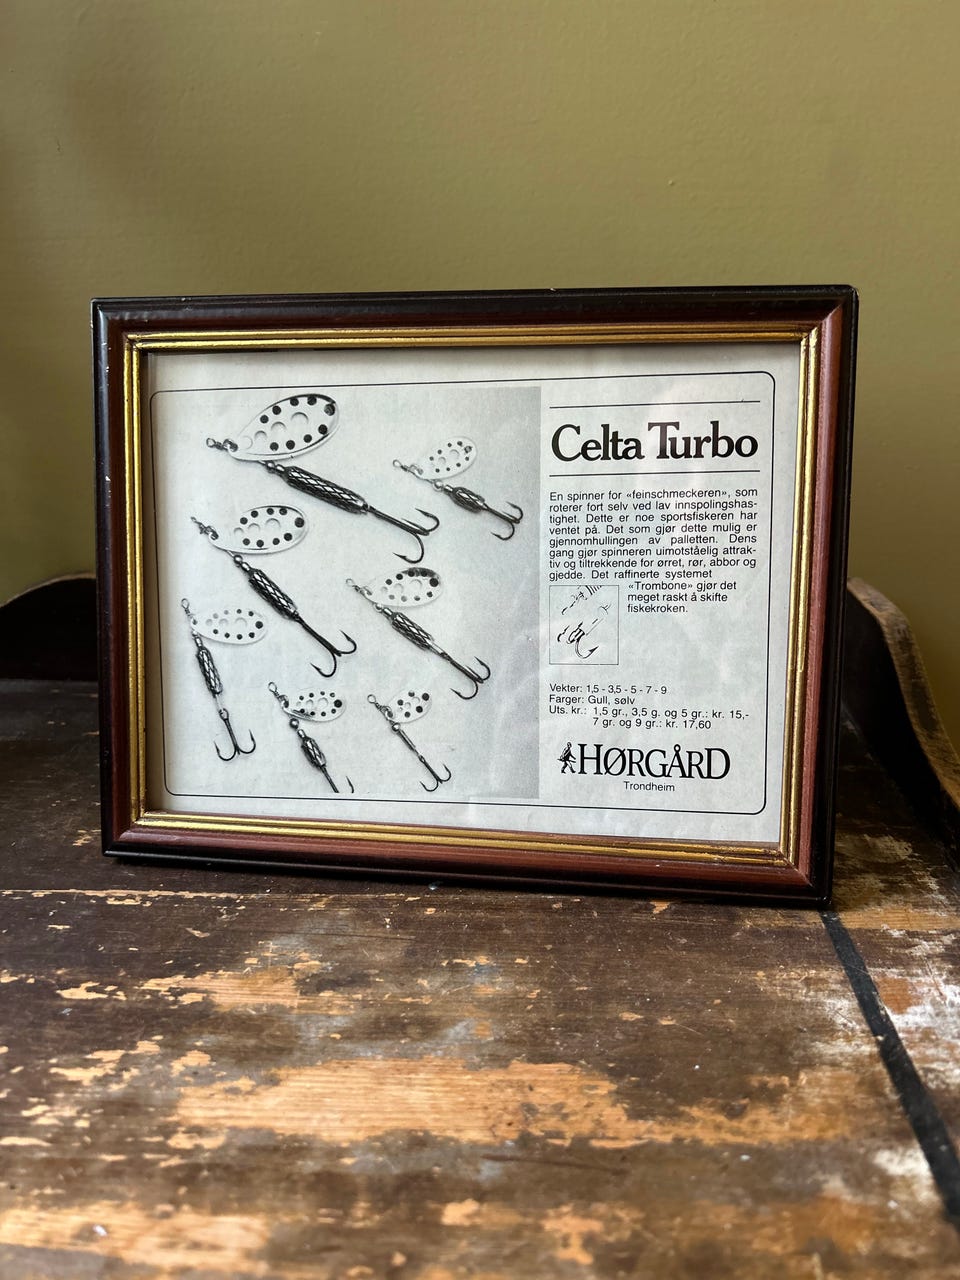 Celta Turbo
En spinner for «feinschmeckeren», som
roterer fort selv ved lav innspolingshas-
tighet. Dette er noe sportsfiskeren har
ventet på. Det som gjør dette mulig er
gjennomhullingen av palletten. Dens
gang gjør spinneren uimotståelig attrak-
tiv og tiltrekkende for ørret, rør, abbor og
gjedde. Det raffinerte systemet
«Trombone» gjør det
meget raskt å skifte
fiskekroken.
Vekter: 1,5 - 3,5 - 5 - 7 - 9
Farger: Gull, sølv
Uts. kr.: 1,5 gr., 3,5 g. og 5 gr.: kr. 15,-
7 gr. og 9 gr.: kr. 17,60
HØRGÅRD
Trondheim